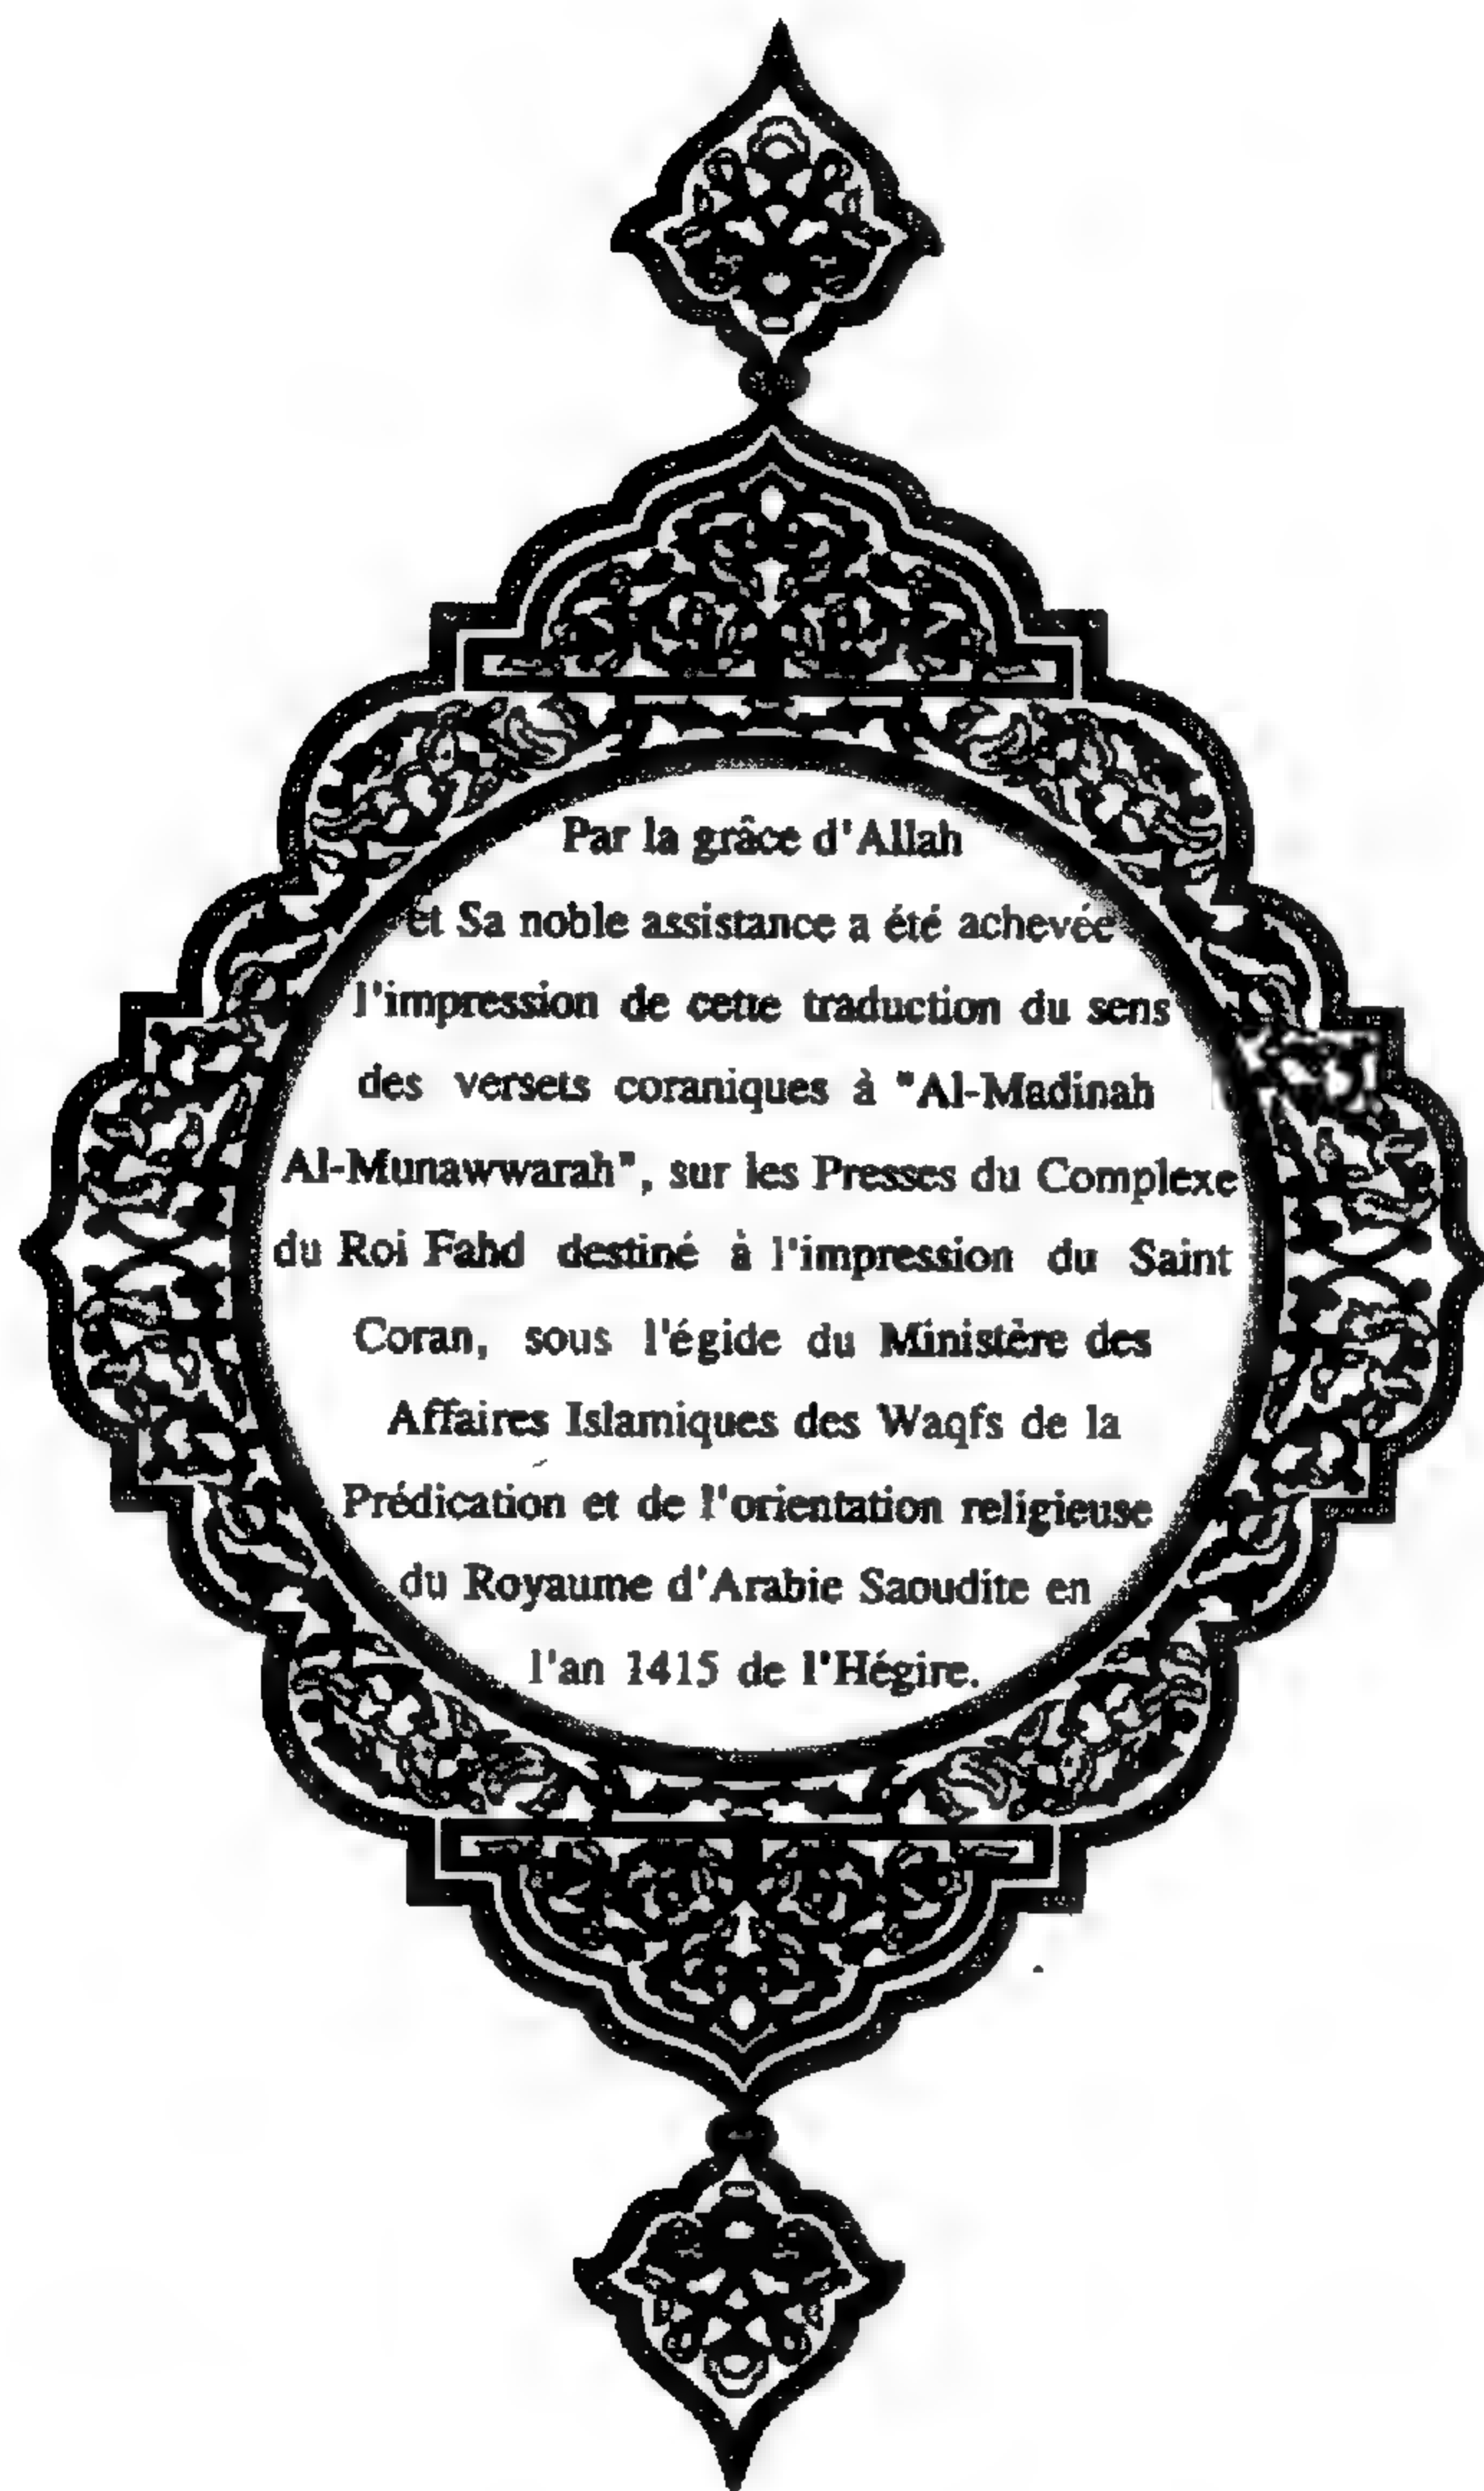 Par la grâce d'Allah
et Sa noble assistance a été achevée
l'impression de cette traduction du sens
des versets coraniques à "Al-Madinah
Al-Munawwarah", sur les Presses du Complexe
du Roi Fahd destiné à l'impression du Saint
Coran, sous l'égide du Ministère des
Affaires Islamiques des Waqfs de la
Prédication et de l'orientation religieuse
du Royaume d'Arabie Saoudite en
l'an 1415 de l'Hégire.